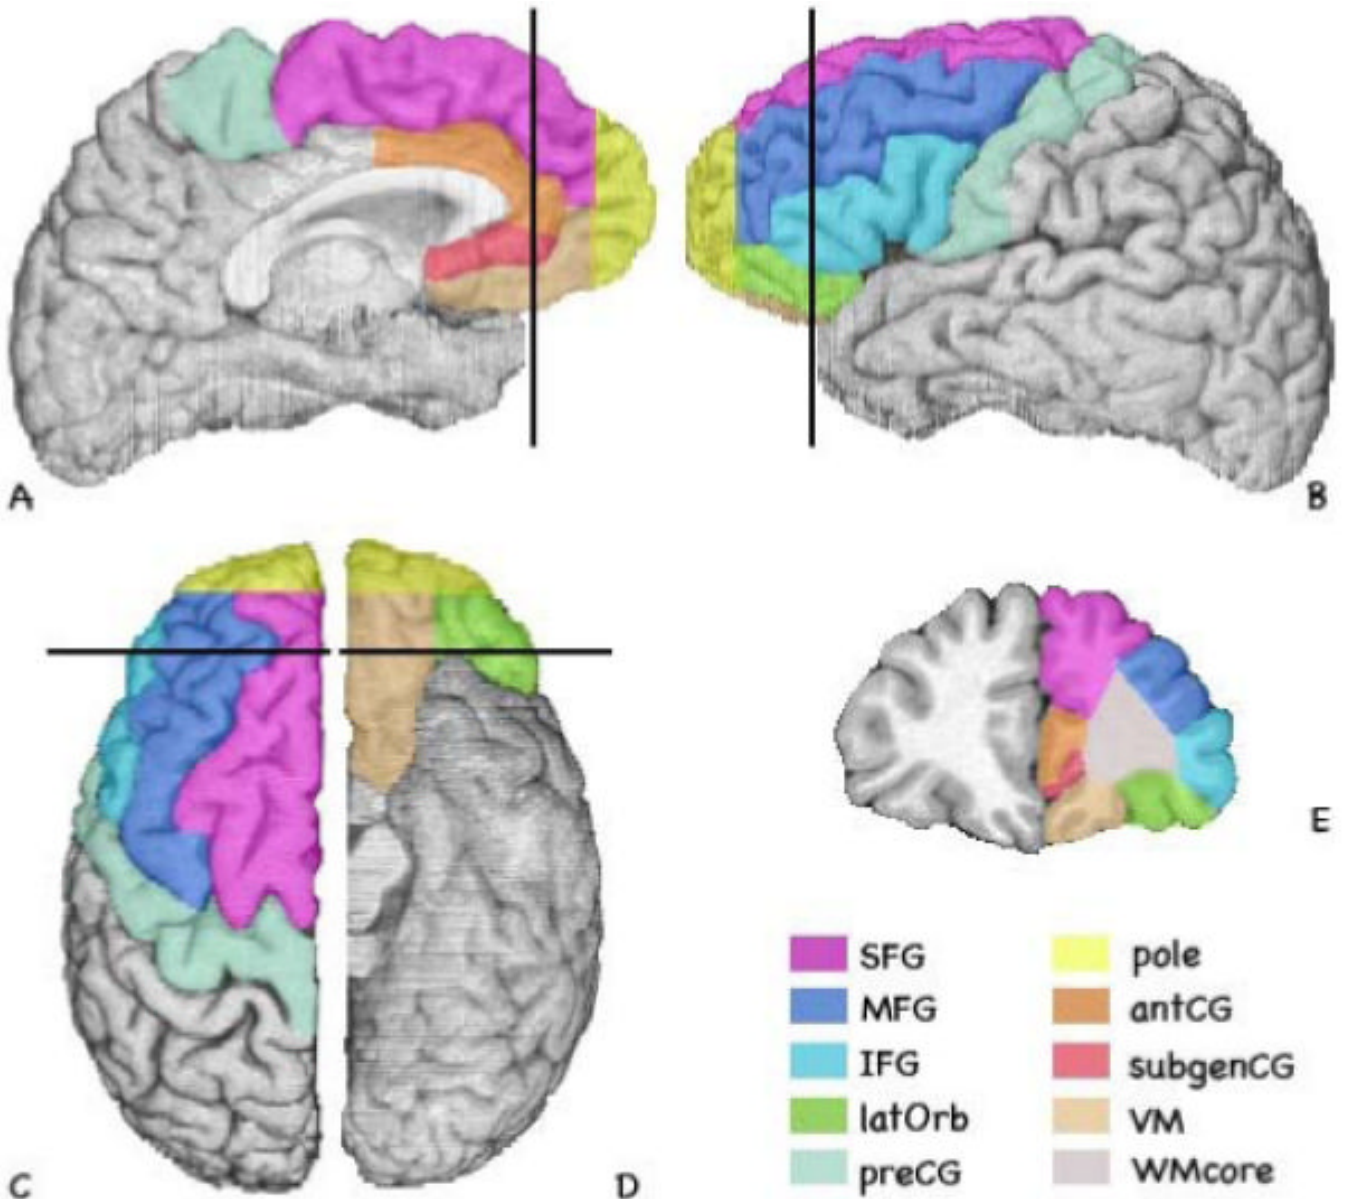 A
B
C
D
E
SFG
pole
MFG
antCG
IFG
subgenCG
latOrb
VM
preCG
WMcore